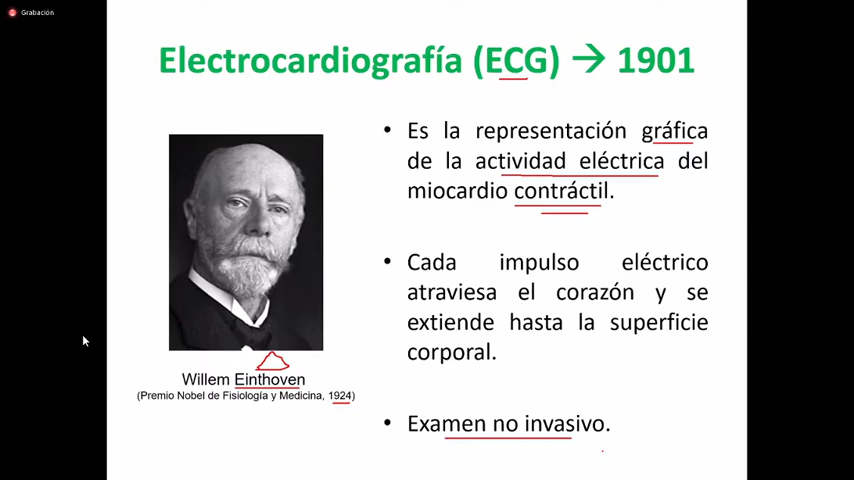 Grabación
Electrocardiografía (ECG) → 1901
• Es la representación gráfica
de la actividad eléctrica del
miocardio contráctil.
• Cada impulso eléctrico
atraviesa el corazón y se
extiende hasta la superficie
corporal.
• Examen no invasivo.
Willem Einthoven
(Premio Nobel de Fisiología y Medicina, 1924)